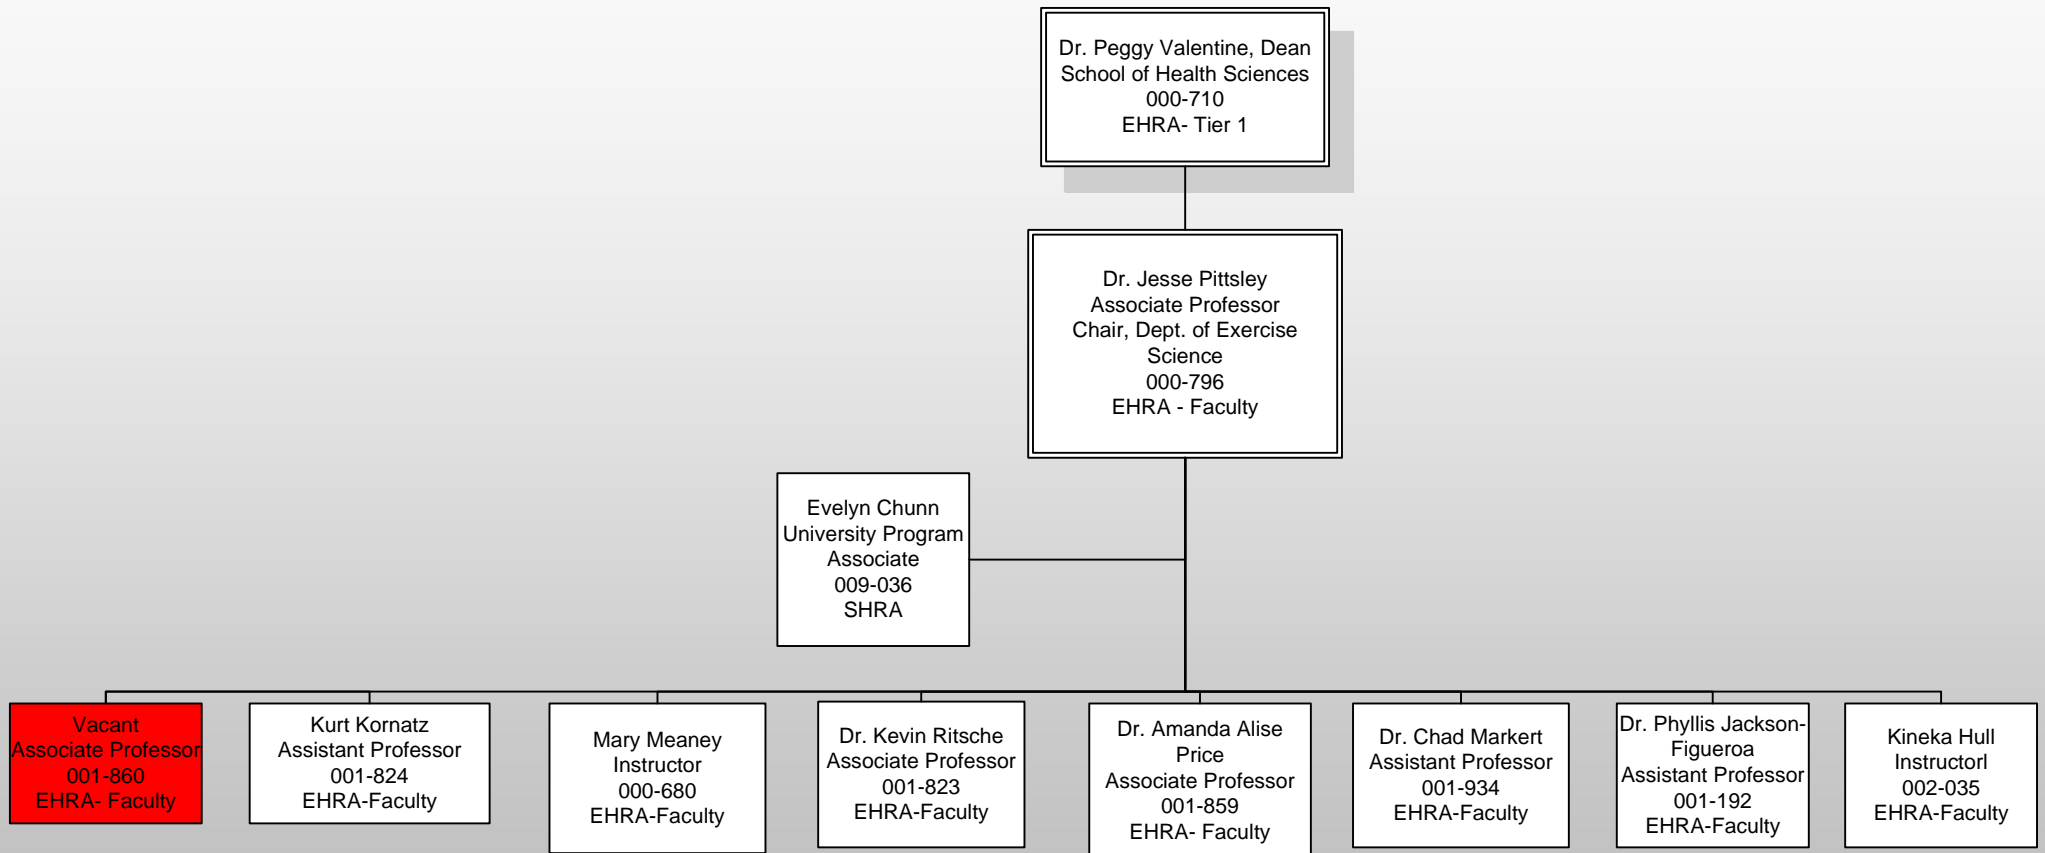 Dr. Peggy Valentine, Dean
School of Health Sciences
000-710
EHRA- Tier 1
Dr. Jesse Pittsley
Associate Professor
Chair, Dept. of Exercise
Science
000-796
EHRA - Faculty
Evelyn Chunn
University Program
Associate
009-036
SHRA
Vacant
Associate Professor
001-860
EHRA- Faculty
Kurt Kornatz
Assistant Professor
001-824
EHRA-Faculty
Mary Meaney
Instructor
000-680
EHRA-Faculty
Dr. Kevin Ritsche
Associate Professor
001-823
EHRA-Faculty
Dr. Amanda Alise
Price
Associate Professor
001-859
EHRA- Faculty
Dr. Chad Markert
Assistant Professor
001-934
EHRA-Faculty
Dr. Phyllis Jackson-
Figueroa
Assistant Professor
001-192
EHRA-Faculty
Kineka Hull
Instructorl
002-035
EHRA-Faculty